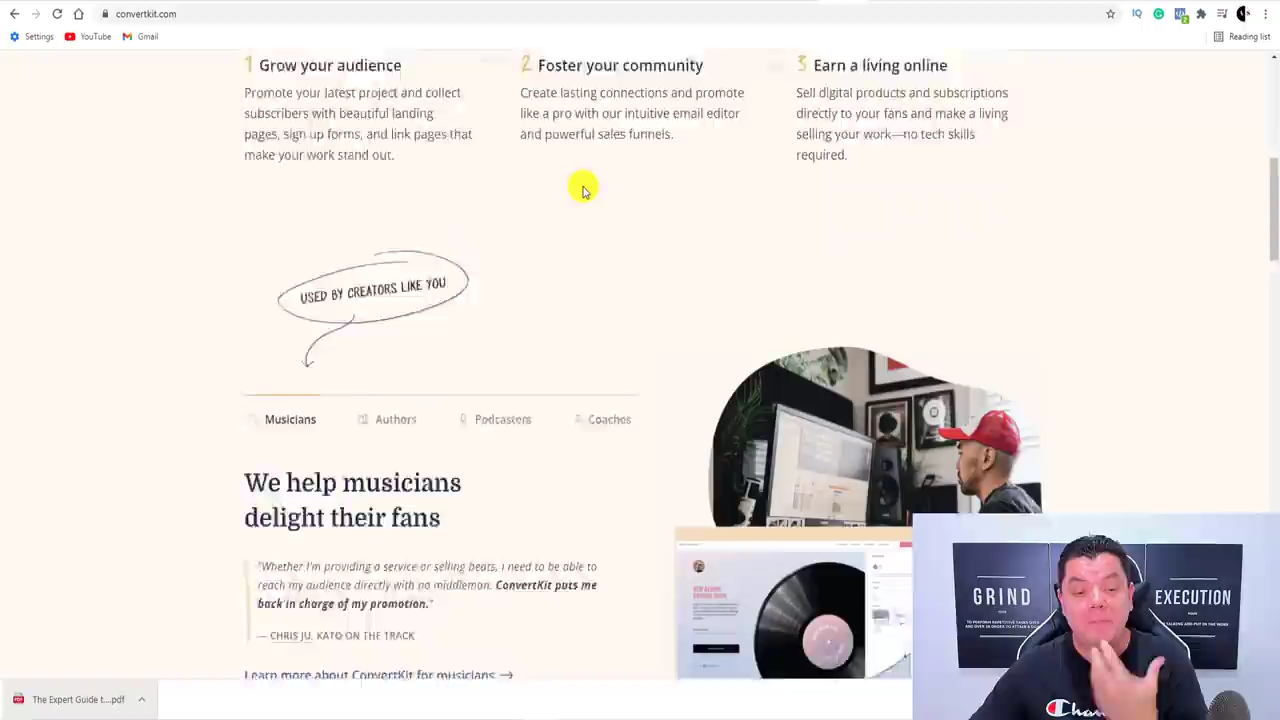 convertkit.com
Settings
YouTube
Gmail
Reading list
1 Grow your audience
Promote your latest project and collect
subscribers with beautiful landing
pages, sign up forms, and link pages that
make your work stand out.
2 Foster your community
Create lasting connections and promote
like a pro with our intuitive email editor
and powerful sales funnels.
3 Earn a living online
Sell digital products and subscriptions
directly to your fans and make a living
selling your work—no tech skills
required.
USED BY CREATORS LIKE YOU
Musicians
Authors
Podcasters
Coaches
We help musicians
delight their fans
"Whether I'm providing a service or selling beats, I need to be able to
reach my audience directly with no middleman. ConvertKit puts me
back in charge of my promotion."
— CHRIS JU, KATO ON THE TRACK
Learn more about ConvertKit for musicians →
GRIND
EXECUTION
The Expert Guide t....pdf